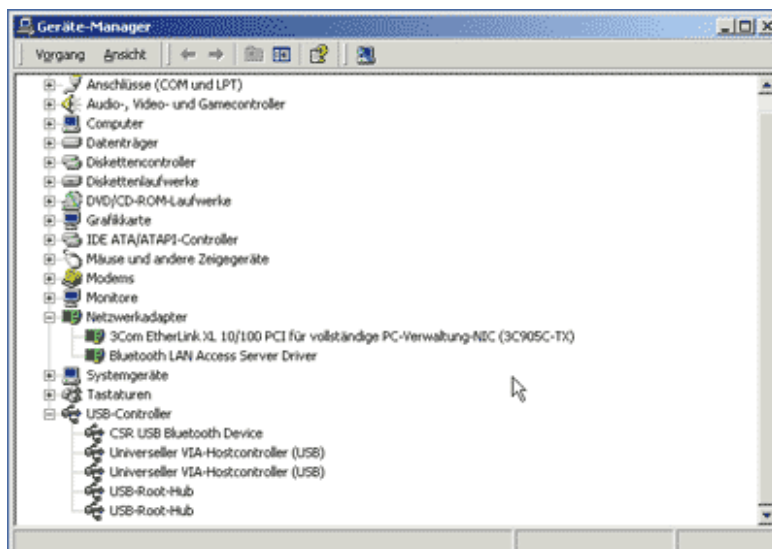 Geräte-Manager
Vorgang Ansicht
Anschlüsse (COM und LPT)
Audio-, Video- und Gamecontroller
Computer
Datenträger
Diskettencontroller
Diskettenlaufwerke
DVD/CD-ROM-Laufwerke
Grafikkarte
IDE ATA/ATAPI-Controller
Mäuse und andere Zeigegeräte
Modems
Monitore
Netzwerkadapter
3Com EtherLink XL 10/100 PCI für vollständige PC-Verwaltung-NIC (3C905C-TX)
Bluetooth LAN Access Server Driver
Systemgeräte
Tastaturen
USB-Controller
CSR USB Bluetooth Device
Universeller VIA-Hostcontroller (USB)
Universeller VIA-Hostcontroller (USB)
USB-Root-Hub
USB-Root-Hub